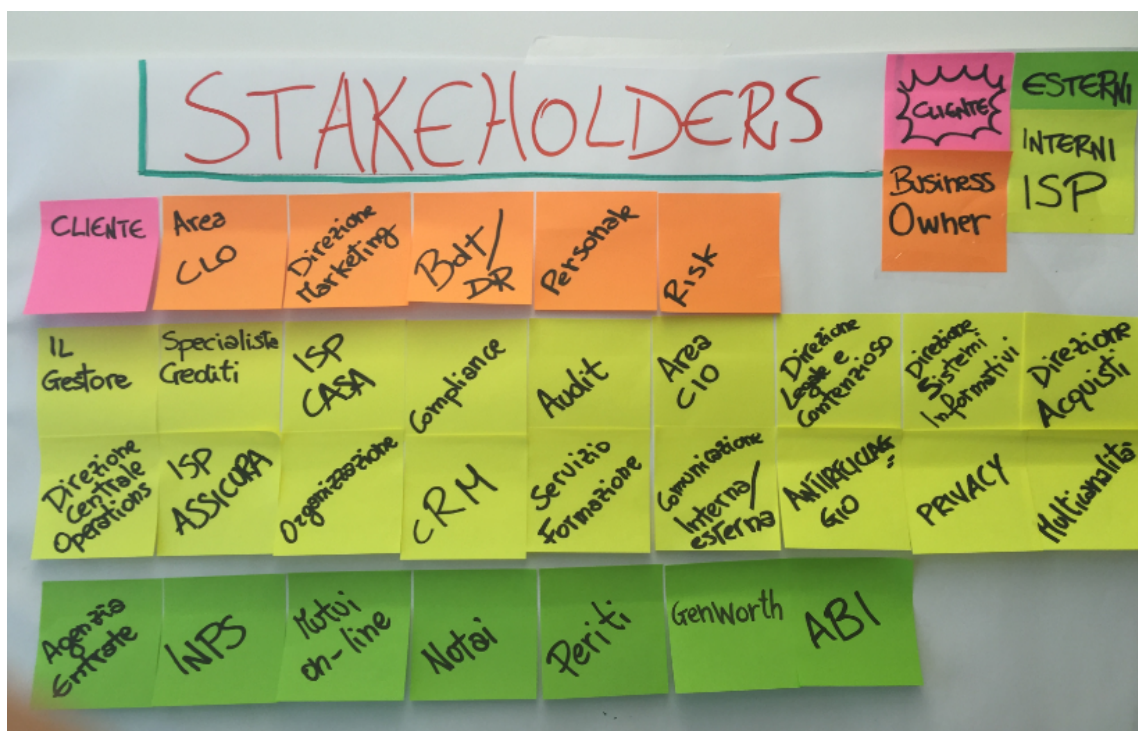 STAKEHOLDERS
CLIENTE
ESTERNI
INTERNI
ISP
Business
Owner
CLIENTE
Area
CLO
Direzione
Marketing
BdT/
DR
Personale
Risk
IL
Gestore
Specialista
Crediti
ISP
CASA
Compliance
Audit
Area
CIO
Direzione
Legale e
Contenzioso
Direzione
Sistemi
Informativi
Direzione
Acquisti
Direzione
Centrale
Operations
ISP
ASSICURA
Organizzazione
CRM
Servizio
Formazione
Comunicazione
Interna/
esterna
ANTIRICICLAG=
GIO
PRIVACY
Multicanalità
Agenzia
Entrate
INPS
Mutui
on-line
Notai
Periti
GenWorth
ABI